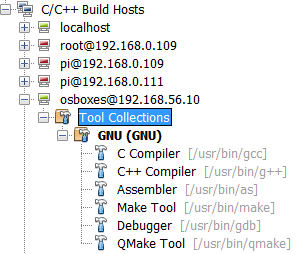 C/C++ Build Hosts
localhost
root@192.168.0.109
pi@192.168.0.109
pi@192.168.0.111
osboxes@192.168.56.10
Tool Collections
GNU (GNU)
C Compiler [/usr/bin/gcc]
C++ Compiler [/usr/bin/g++]
Assembler [/usr/bin/as]
Make Tool [/usr/bin/make]
Debugger [/usr/bin/gdb]
QMake Tool [/usr/bin/qmake]